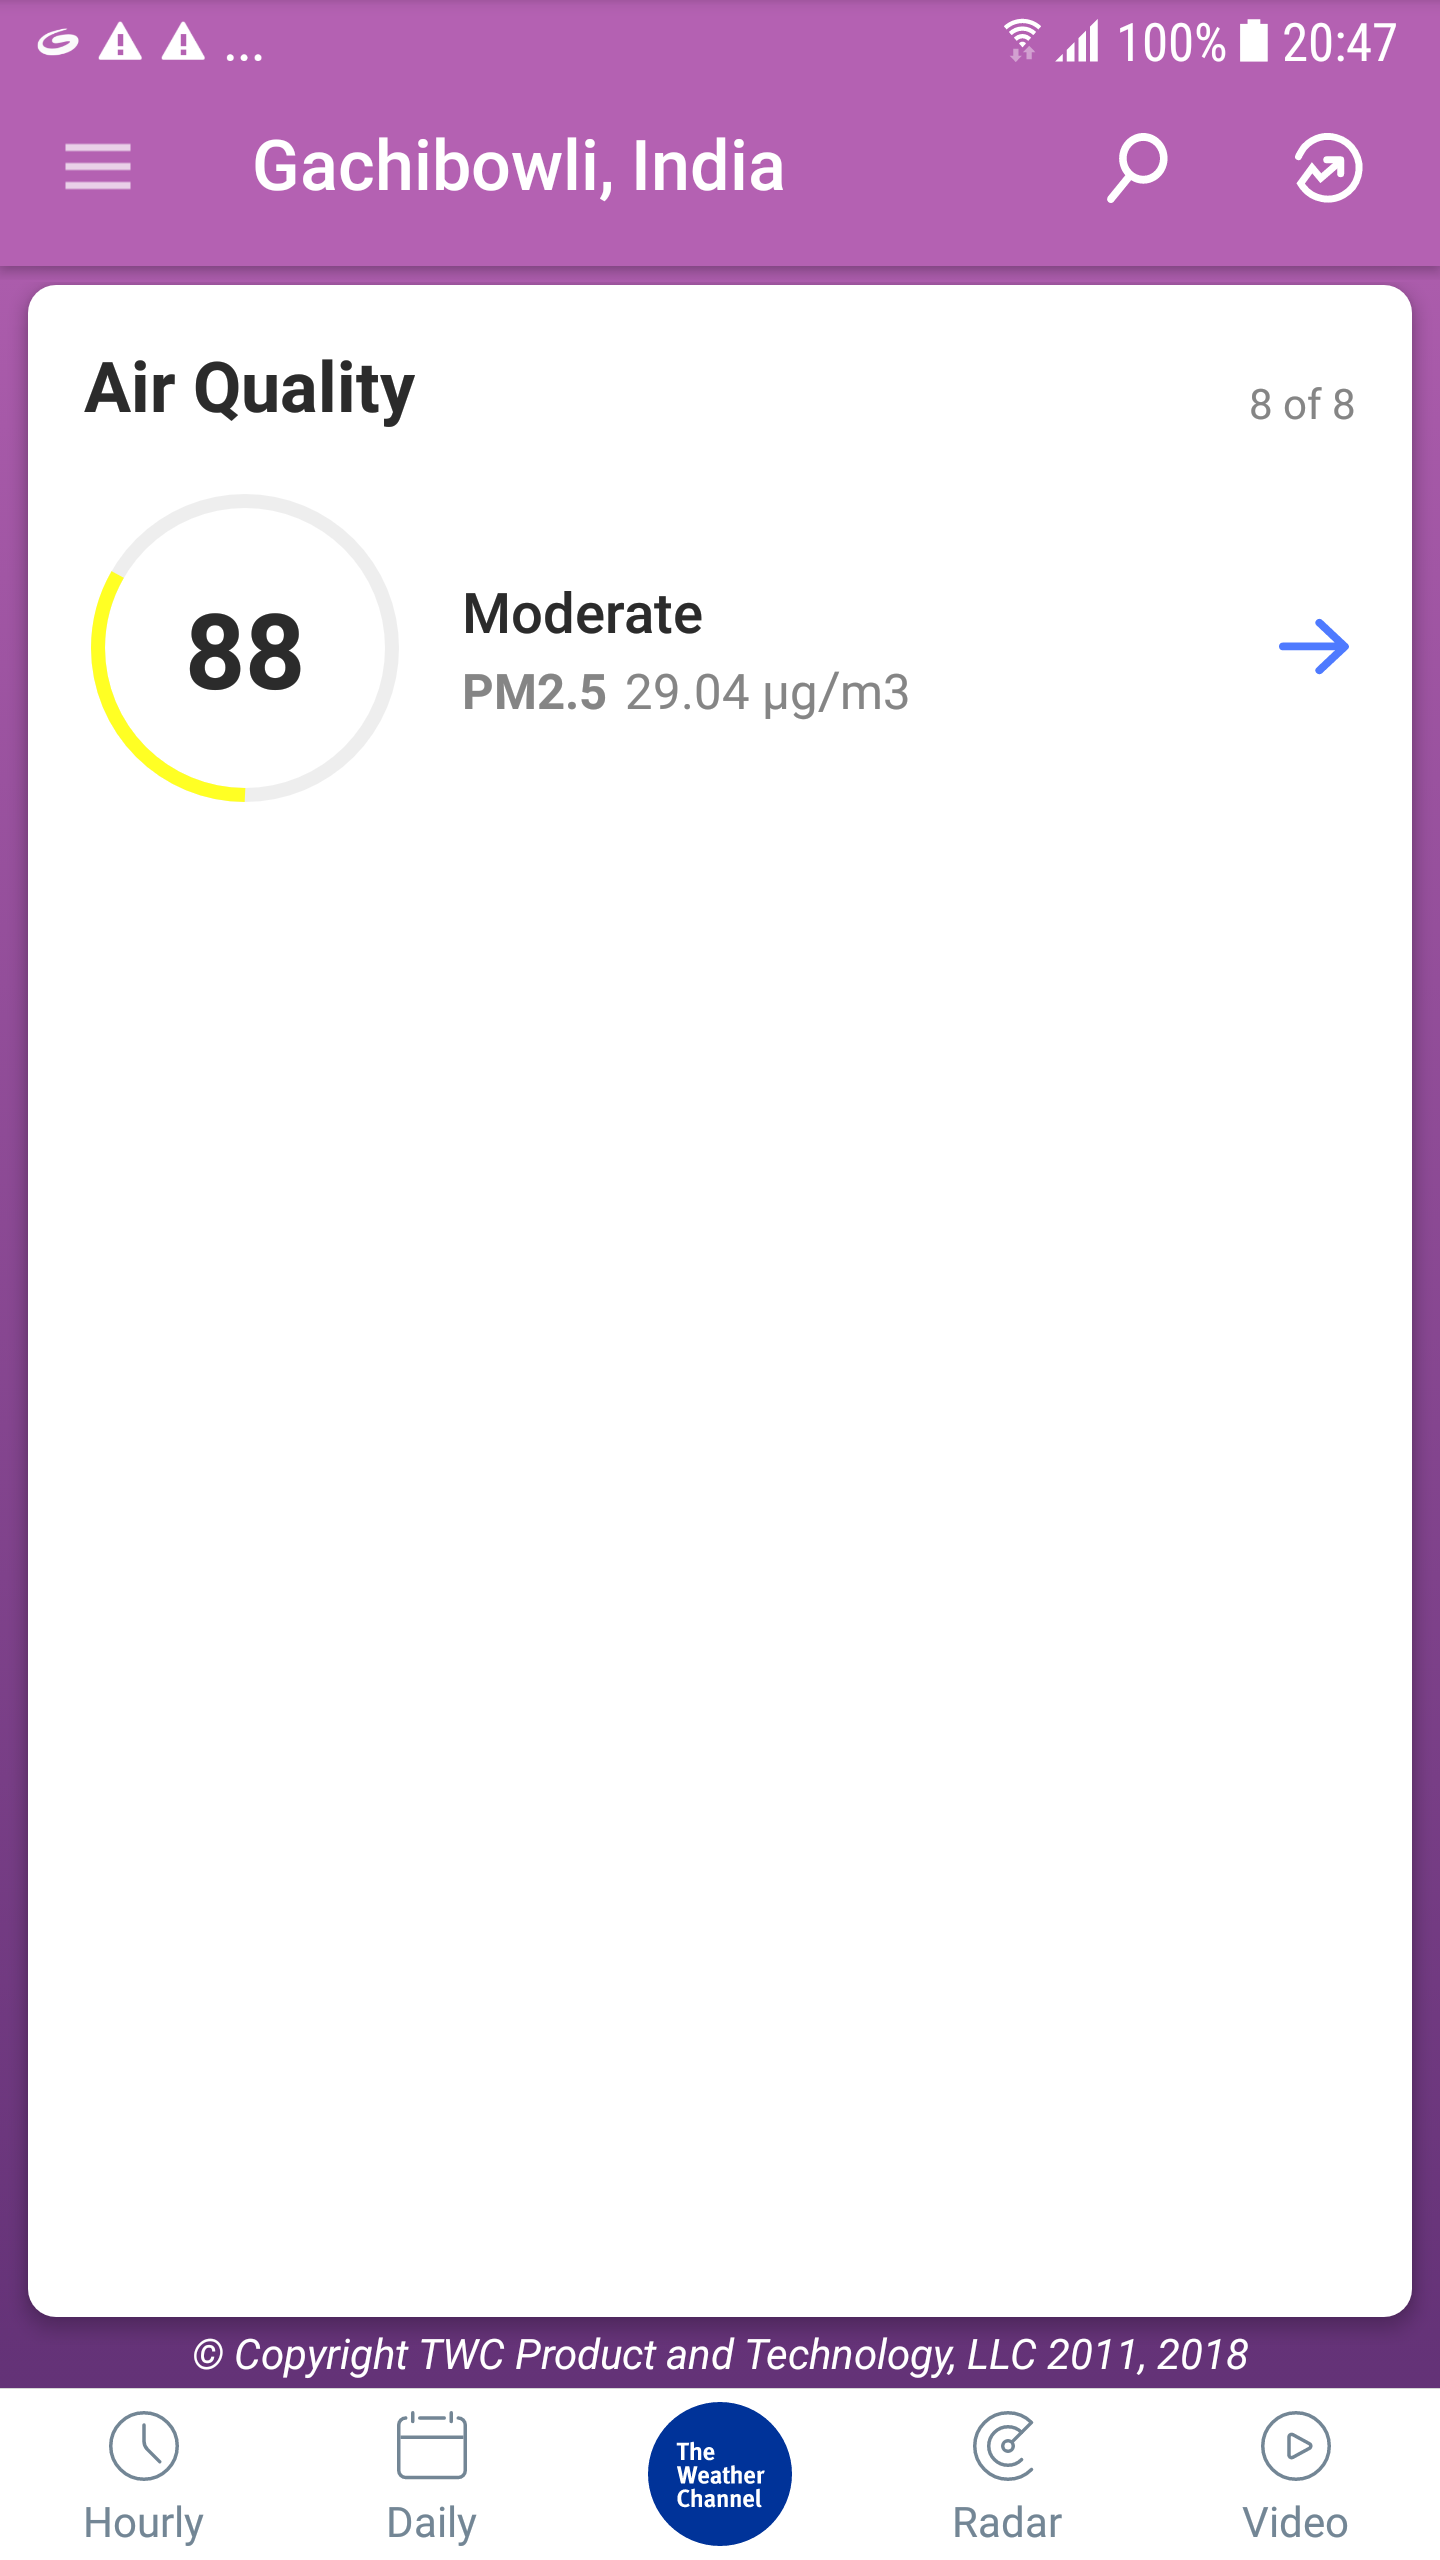 ... 100% 20:47
Gachibowli, India
Air Quality
8 of 8
88
Moderate
PM2.5 29.04 µg/m3
© Copyright TWC Product and Technology, LLC 2011, 2018
The
Weather
Channel
Hourly Daily Radar Video